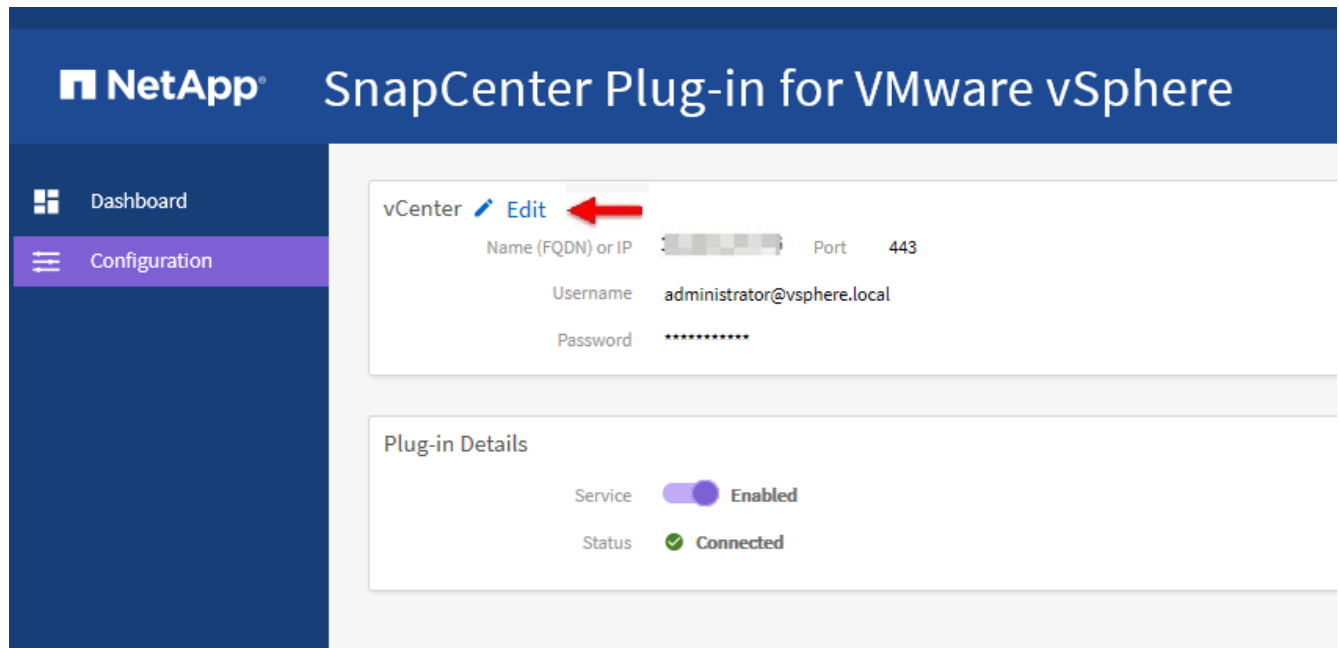 NetApp® SnapCenter Plug-in for VMware vSphere
Dashboard
Configuration
vCenter Edit
Name (FQDN) or IP Port 443
Username administrator@vsphere.local
Password ***********
Plug-in Details
Service Enabled
Status Connected